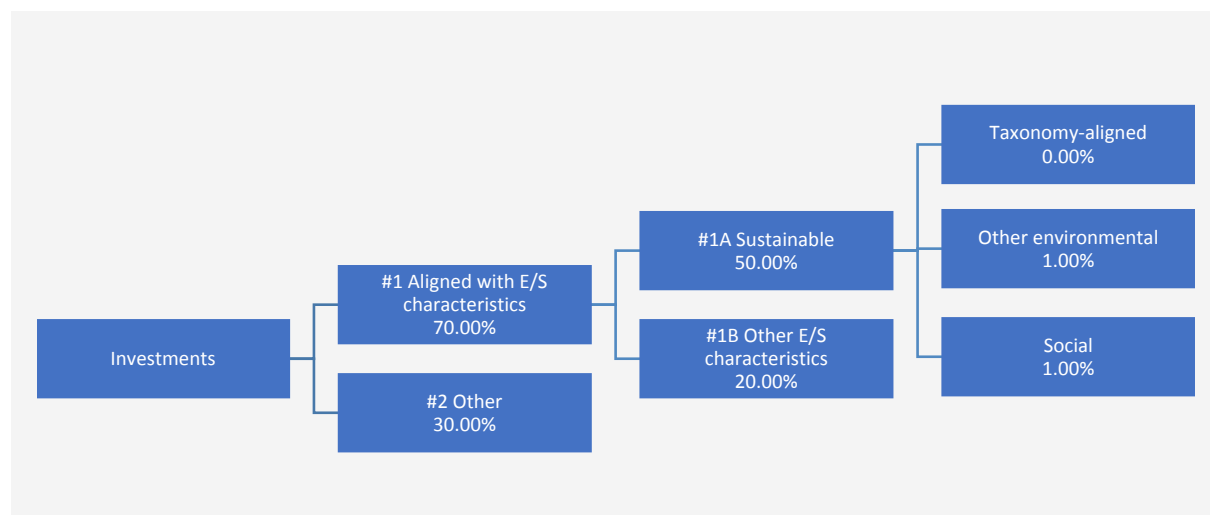 Investments
#1 Aligned with E/S
characteristics
70.00%
#2 Other
30.00%
#1A Sustainable
50.00%
#1B Other E/S
characteristics
20.00%
Taxonomy-aligned
0.00%
Other environmental
1.00%
Social
1.00%